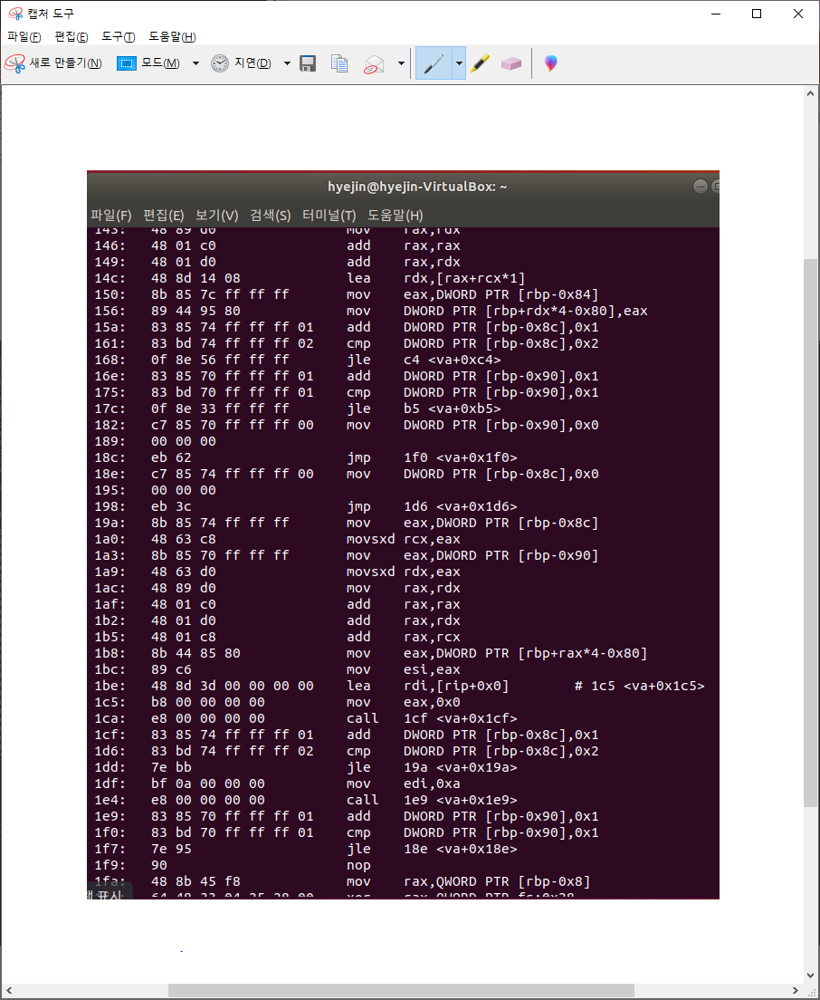 캡처 도구
파일(F) 편집(E) 도구(T) 도움말(H)
새로 만들기(N) 모드(M) 지연(D)
hyejin@hyejin-VirtualBox: ~
파일(F) 편집(E) 보기(V) 검색(S) 터미널(T) 도움말(H)
143: 48 89 d0 mov rax,rdx
146: 48 01 c0 add rax,rax
149: 48 01 d0 add rax,rdx
14c: 48 8d 14 08 lea rdx,[rax+rcx*1]
150: 8b 85 7c ff ff ff mov eax,DWORD PTR [rbp-0x84]
156: 89 44 95 80 mov DWORD PTR [rbp+rdx*4-0x80],eax
15a: 83 85 74 ff ff ff 01 add DWORD PTR [rbp-0x8c],0x1
161: 83 bd 74 ff ff ff 02 cmp DWORD PTR [rbp-0x8c],0x2
168: 0f 8e 56 ff ff ff jle c4 <va+0xc4>
16e: 83 85 70 ff ff ff 01 add DWORD PTR [rbp-0x90],0x1
175: 83 bd 70 ff ff ff 01 cmp DWORD PTR [rbp-0x90],0x1
17c: 0f 8e 33 ff ff ff jle b5 <va+0xb5>
182: c7 85 70 ff ff ff 00 mov DWORD PTR [rbp-0x90],0x0
189: 00 00 00
18c: eb 62 jmp 1f0 <va+0x1f0>
18e: c7 85 74 ff ff ff 00 mov DWORD PTR [rbp-0x8c],0x0
195: 00 00 00
198: eb 3c jmp 1d6 <va+0x1d6>
19a: 8b 85 74 ff ff ff mov eax,DWORD PTR [rbp-0x8c]
1a0: 48 63 c8 movsxd rcx,eax
1a3: 8b 85 70 ff ff ff mov eax,DWORD PTR [rbp-0x90]
1a9: 48 63 d0 movsxd rdx,eax
1ac: 48 89 d0 mov rax,rdx
1af: 48 01 c0 add rax,rax
1b2: 48 01 d0 add rax,rdx
1b5: 48 01 c8 add rax,rcx
1b8: 8b 44 85 80 mov eax,DWORD PTR [rbp+rax*4-0x80]
1bc: 89 c6 mov esi,eax
1be: 48 8d 3d 00 00 00 00 lea rdi,[rip+0x0] # 1c5 <va+0x1c5>
1c5: b8 00 00 00 00 mov eax,0x0
1ca: e8 00 00 00 00 call 1cf <va+0x1cf>
1cf: 83 85 74 ff ff ff 01 add DWORD PTR [rbp-0x8c],0x1
1d6: 83 bd 74 ff ff ff 02 cmp DWORD PTR [rbp-0x8c],0x2
1dd: 7e bb jle 19a <va+0x19a>
1df: bf 0a 00 00 00 mov edi,0xa
1e4: e8 00 00 00 00 call 1e9 <va+0x1e9>
1e9: 83 85 70 ff ff ff 01 add DWORD PTR [rbp-0x90],0x1
1f0: 83 bd 70 ff ff ff 01 cmp DWORD PTR [rbp-0x90],0x1
1f7: 7e 95 jle 18e <va+0x18e>
1f9: 90 nop
1fa: 48 8b 45 f8 mov rax,QWORD PTR [rbp-0x8]
64 48 33 04 25 28 00 xor rax,QWORD PTR fs:0x28
표시